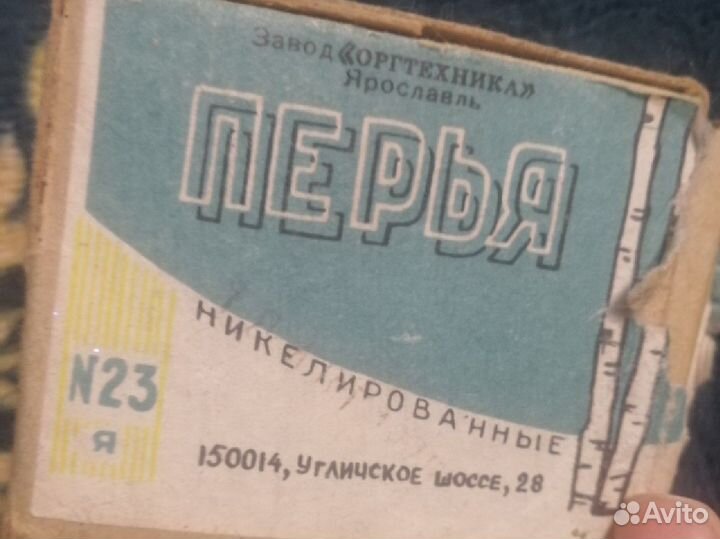 Завод «ОРГТЕХНИКА»
Ярославль
ПЕРЬЯ
НИКЕЛИРОВАННЫЕ
N23
Я
150014, Угличское шоссе, 28
Avito